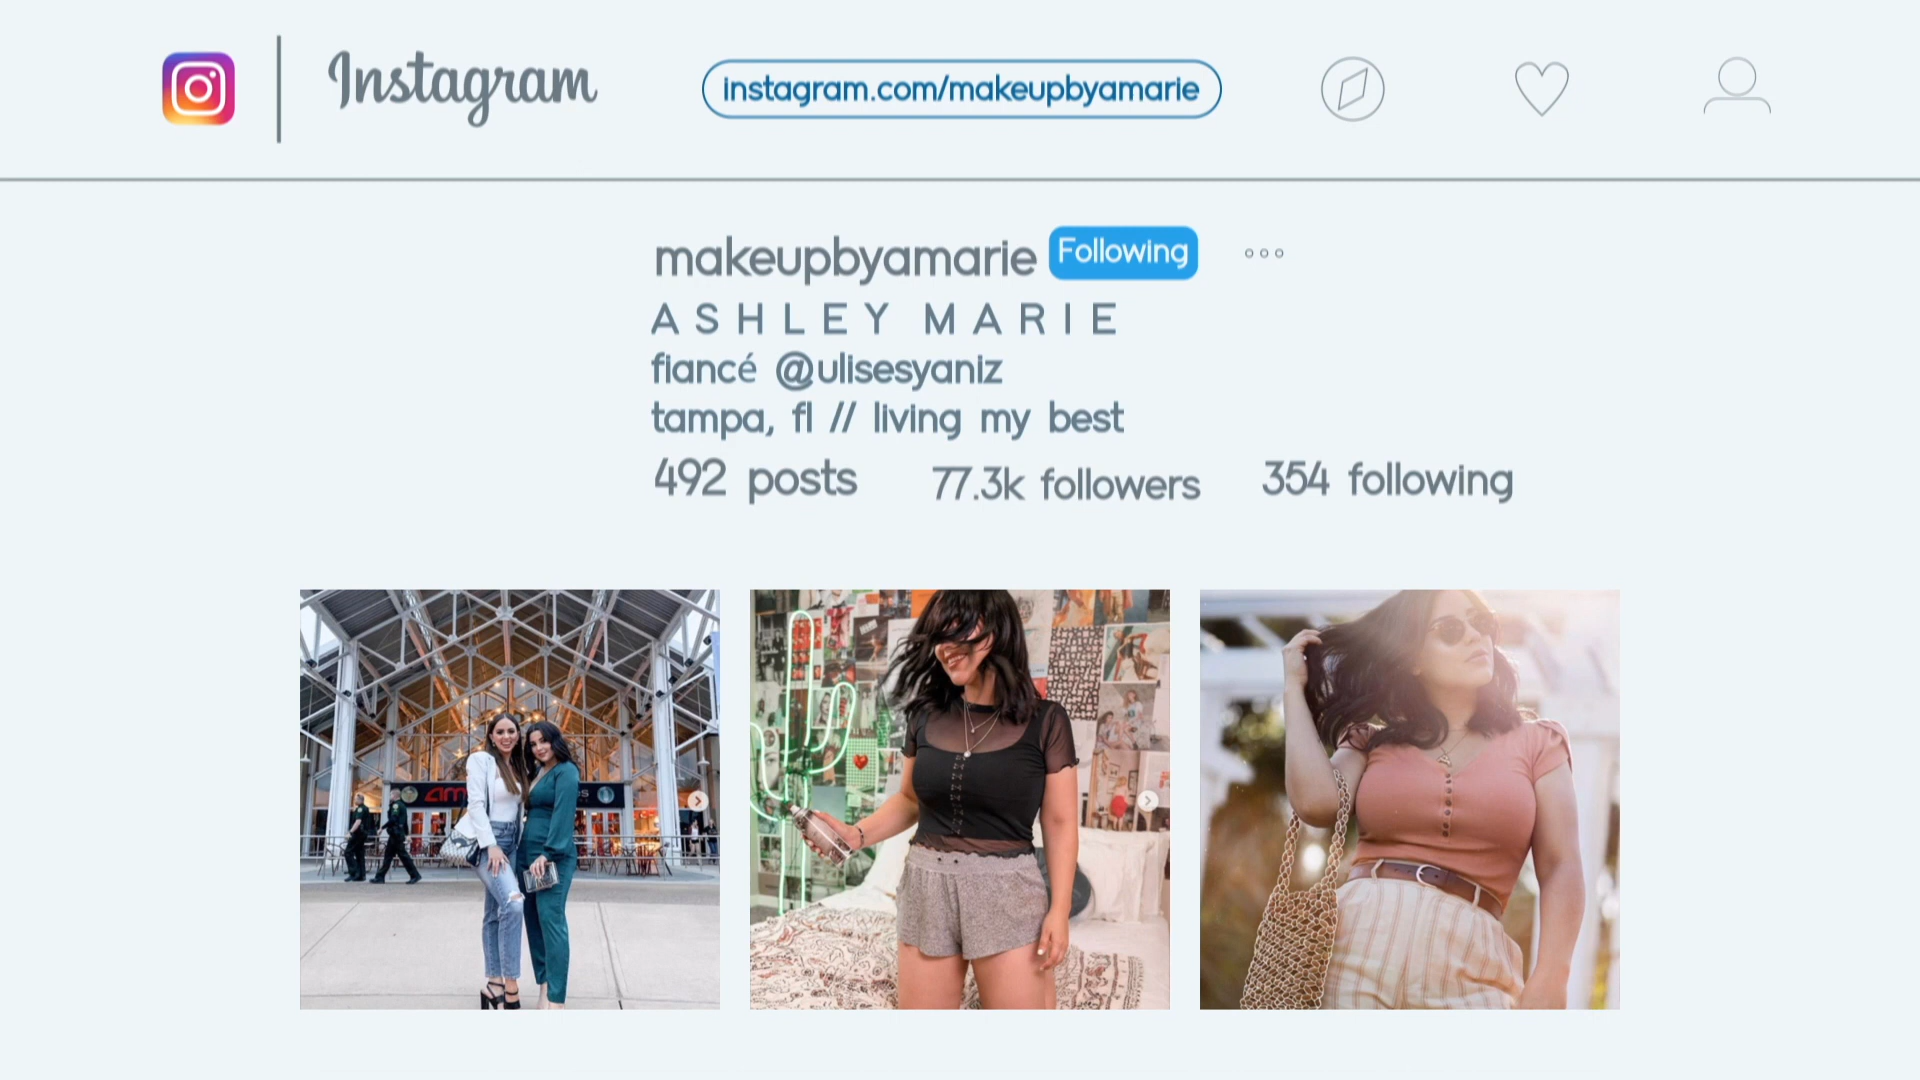 Instagram
instagram.com/makeupbyamarie
makeupbyamarie Following
ASHLEY MARIE
fiancé @ulisesyaniz
tampa, fl // living my best
492 posts 77.3k followers 354 following